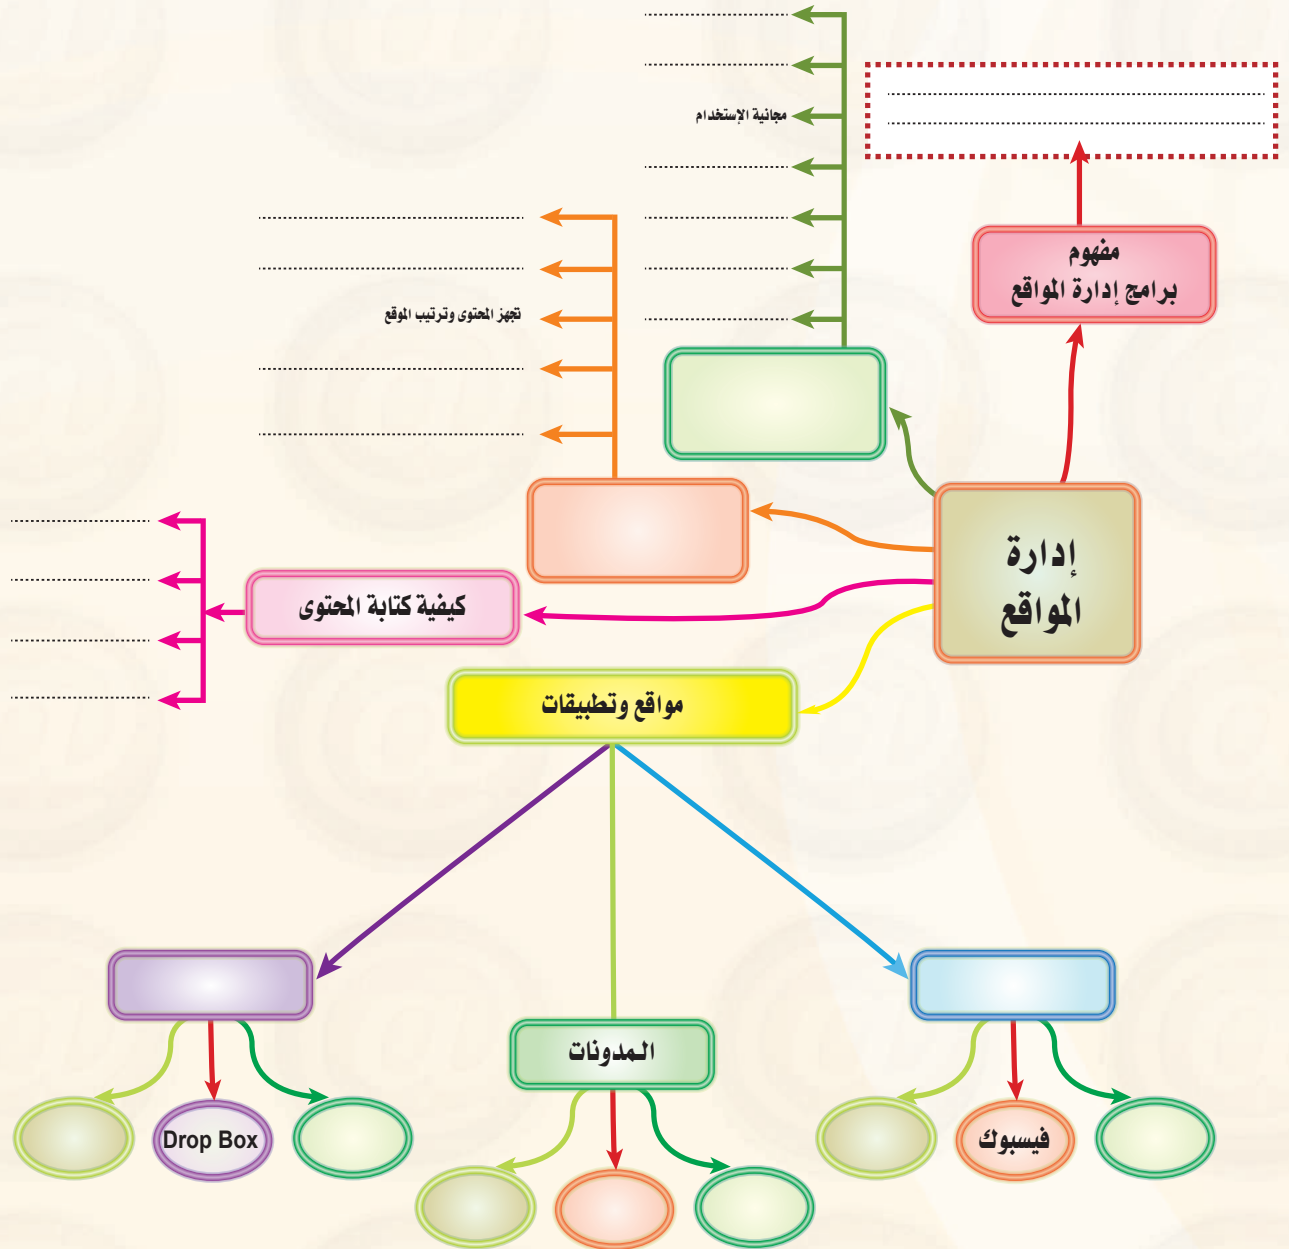 مجانية الإستخدام
مفهوم
برامج إدارة المواقع
تجهز المحتوى وترتيب الموقع
إدارة
المواقع
كيفية كتابة المحتوى
مواقع وتطبيقات
المدونات
فيسبوك
Drop Box